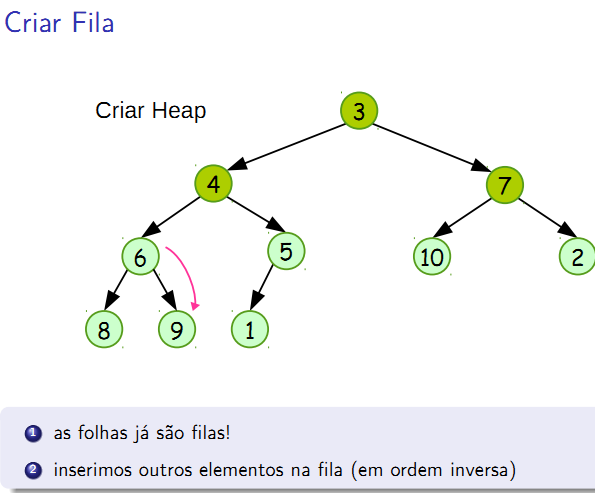 Criar Fila
Criar Heap
3
4
7
6
5
10
2
8
9
1
1 as folhas já são filas!
2 inserimos outros elementos na fila (em ordem inversa)